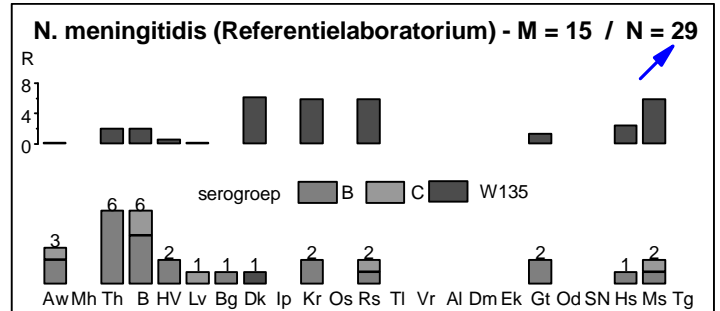 N. meningitidis (Referentielaboratorium) - M = 15 / N = 29
R
8
4
0
serogroep B C W135
3 6 6 2 1 1 1 2 2 2 1 2
Aw Mh Th B HV Lv Bg Dk Ip Kr Os Rs Tl Vr Al Dm Ek Gt Od SN Hs Ms Tg